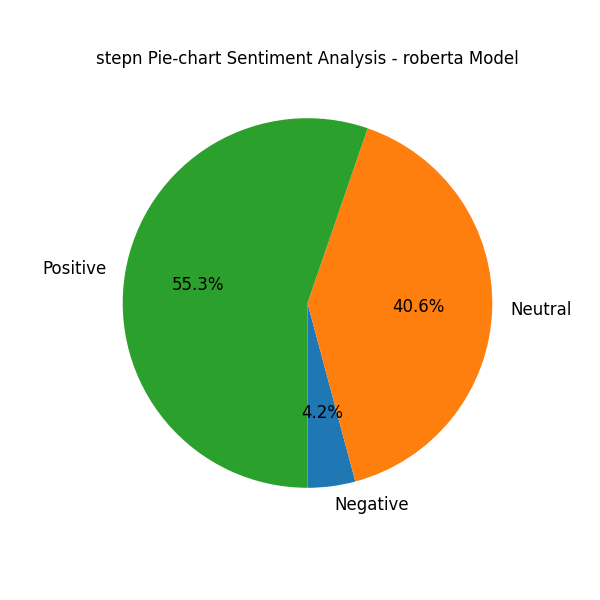 stepn Pie-chart Sentiment Analysis - roberta Model
Positive
55.3%
40.6%
Neutral
4.2%
Negative